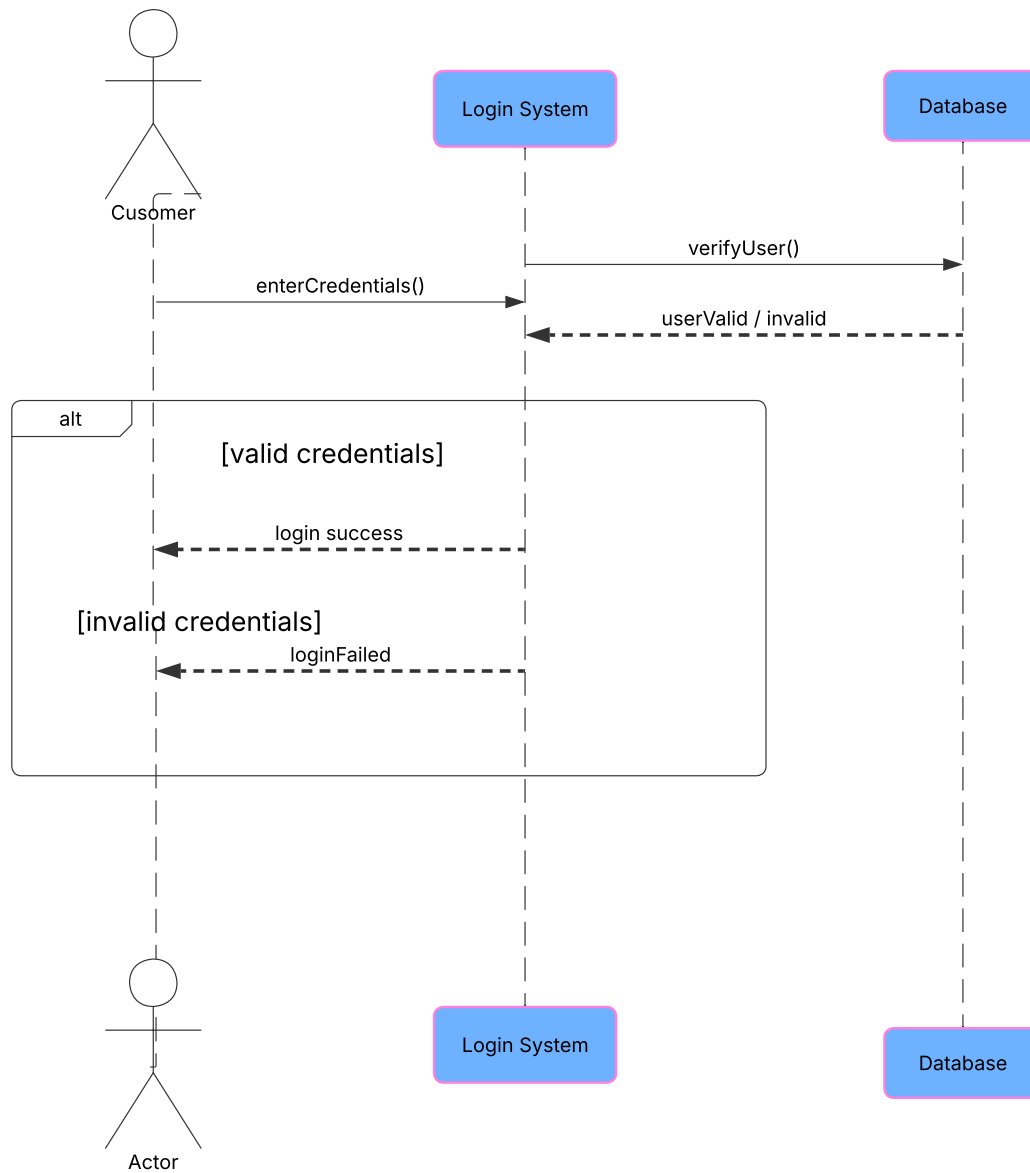 Login System
Database
Cusomer
verifyUser()
enterCredentials()
userValid / invalid
alt
[valid credentials]
login success
[invalid credentials]
loginFailed
Login System
Database
Actor